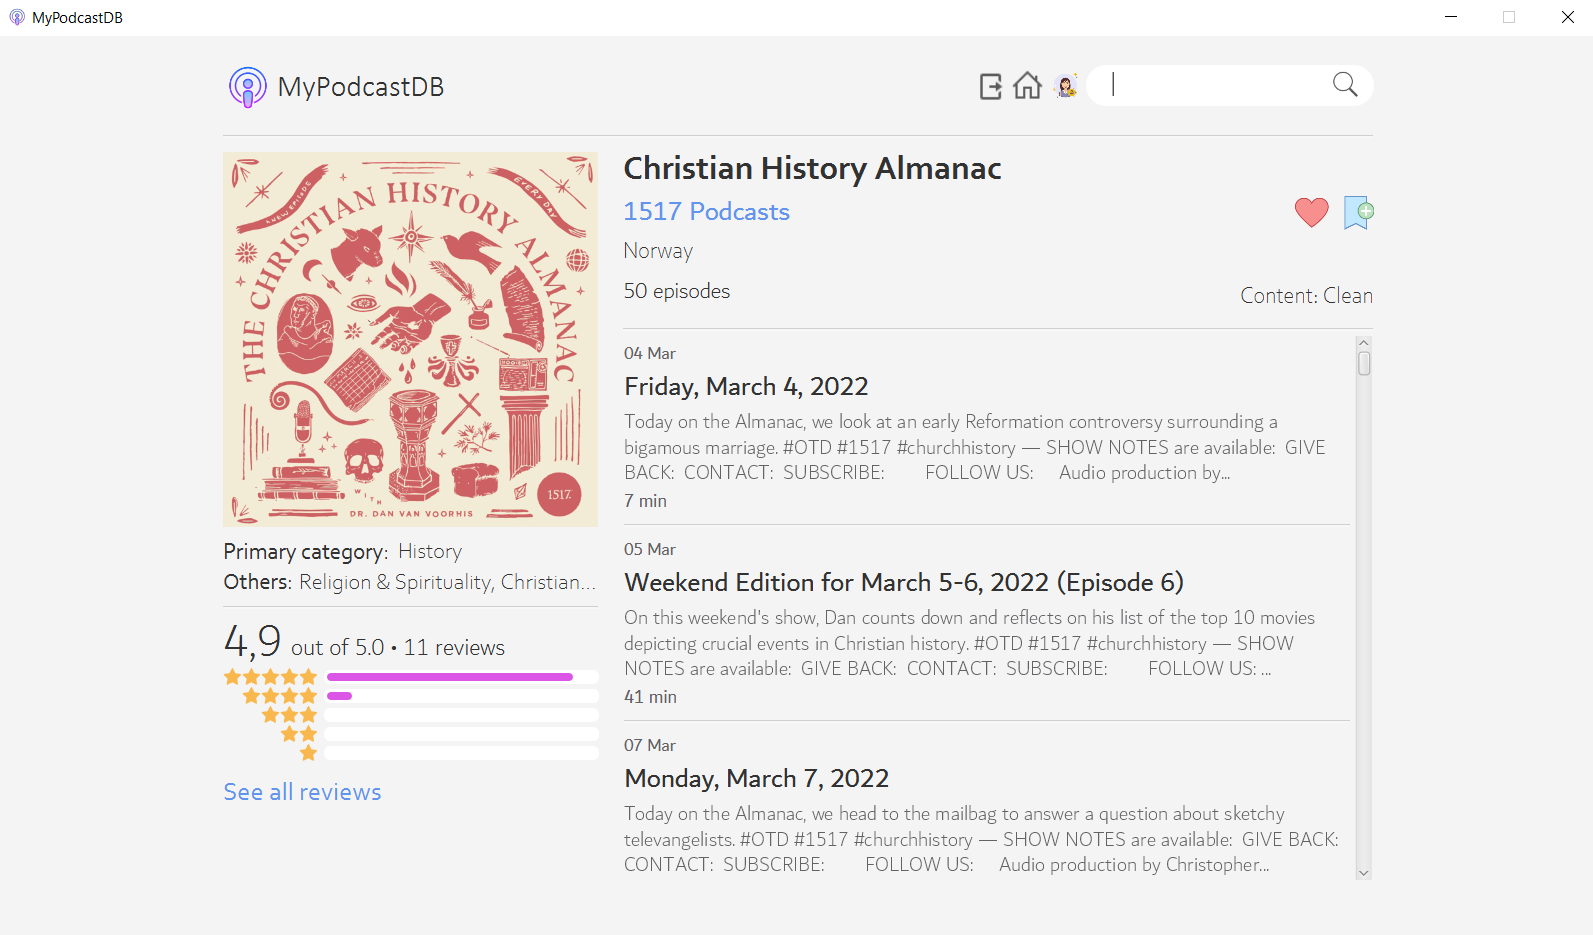 MyPodcastDB
MyPodcastDB
Christian History Almanac
1517 Podcasts
Norway
50 episodes
Content: Clean
A NEW EPISODE
EVERY DAY
THE CHRISTIAN HISTORY ALMANAC
WITH
DR. DAN VAN VOORHIS
1517.
Primary category: History
Others: Religion & Spirituality, Christian...
4,9 out of 5.0 • 11 reviews
See all reviews
04 Mar
Friday, March 4, 2022
Today on the Almanac, we look at an early Reformation controversy surrounding a
bigamous marriage. #OTD #1517 #churchhistory — SHOW NOTES are available: GIVE
BACK: CONTACT: SUBSCRIBE: FOLLOW US: Audio production by...
7 min
05 Mar
Weekend Edition for March 5-6, 2022 (Episode 6)
On this weekend's show, Dan counts down and reflects on his list of the top 10 movies
depicting crucial events in Christian history. #OTD #1517 #churchhistory — SHOW
NOTES are available: GIVE BACK: CONTACT: SUBSCRIBE: FOLLOW US: ...
41 min
07 Mar
Monday, March 7, 2022
Today on the Almanac, we head to the mailbag to answer a question about sketchy
televangelists. #OTD #1517 #churchhistory — SHOW NOTES are available: GIVE BACK:
CONTACT: SUBSCRIBE: FOLLOW US: Audio production by Christopher...